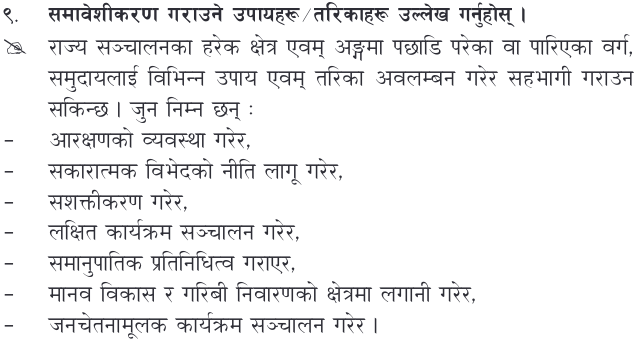 ९. समावेशीकरण गराउने उपायहरू/तरिकाहरू उल्लेख गर्नुहोस् ।
राज्य सञ्चालनका हरेक क्षेत्र एवम् अङ्गमा पछाडि परेका वा पारिएका वर्ग,
समुदायलाई विभिन्न उपाय एवम् तरिका अवलम्बन गरेर सहभागी गराउन
सकिन्छ । जुन निम्न छन् :
- आरक्षणको व्यवस्था गरेर,
- सकारात्मक विभेदको नीति लागू गरेर,
- सशक्तीकरण गरेर,
- लक्षित कार्यक्रम सञ्चालन गरेर,
- समानुपातिक प्रतिनिधित्व गराएर,
- मानव विकास र गरिबी निवारणको क्षेत्रमा लगानी गरेर,
- जनचेतनामूलक कार्यक्रम सञ्चालन गरेर ।